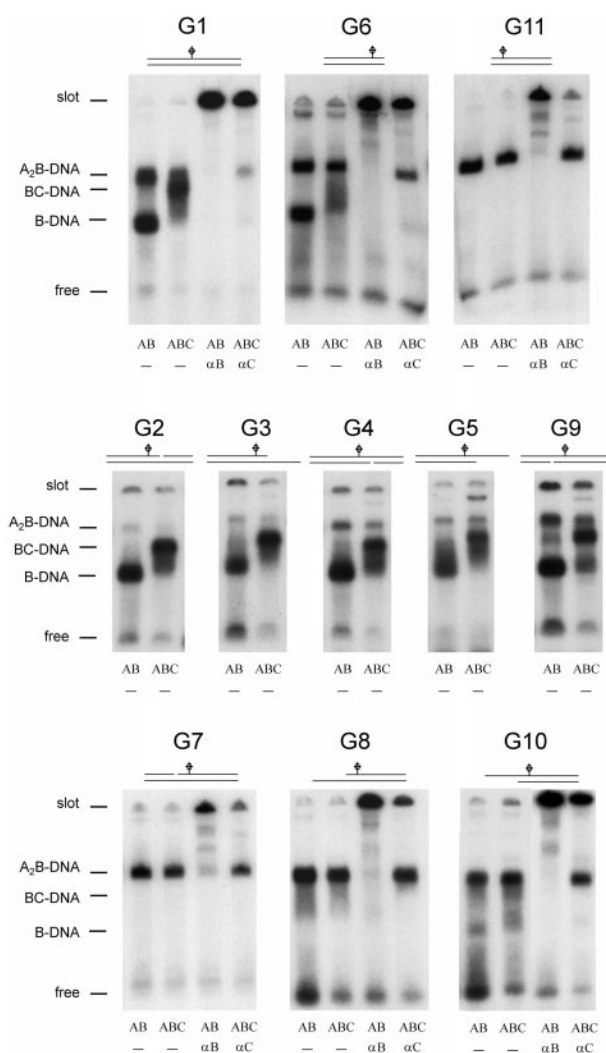 G1 G6 G11
slot
A₂B-DNA
BC-DNA
B-DNA
free
AB ABC AB ABC AB ABC AB ABC AB ABC AB ABC
— — αB αC — — αB αC — — αB αC
G2 G3 G4 G5 G9
slot
A₂B-DNA
BC-DNA
B-DNA
free
AB ABC AB ABC AB ABC AB ABC AB ABC
— — — — — — — — — —
G7 G8 G10
slot
A₂B-DNA
BC-DNA
B-DNA
free
AB ABC AB ABC AB ABC AB ABC AB ABC AB ABC
— — αB αC — — αB αC — — αB αC